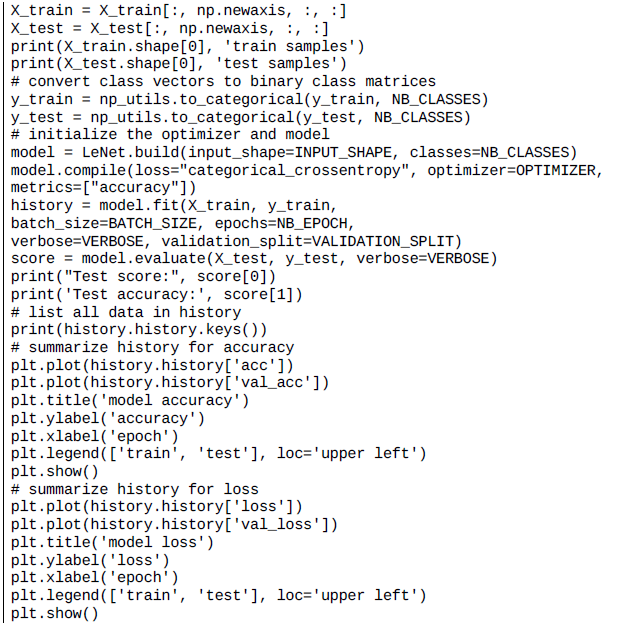 X_train = X_train[:, np.newaxis, :, :]
X_test = X_test[:, np.newaxis, :, :]
print(X_train.shape[0], 'train samples')
print(X_test.shape[0], 'test samples')
# convert class vectors to binary class matrices
y_train = np_utils.to_categorical(y_train, NB_CLASSES)
y_test = np_utils.to_categorical(y_test, NB_CLASSES)
# initialize the optimizer and model
model = LeNet.build(input_shape=INPUT_SHAPE, classes=NB_CLASSES)
model.compile(loss="categorical_crossentropy", optimizer=OPTIMIZER,
metrics=["accuracy"])
history = model.fit(X_train, y_train,
batch_size=BATCH_SIZE, epochs=NB_EPOCH,
verbose=VERBOSE, validation_split=VALIDATION_SPLIT)
score = model.evaluate(X_test, y_test, verbose=VERBOSE)
print("Test score:", score[0])
print('Test accuracy:', score[1])
# list all data in history
print(history.history.keys())
# summarize history for accuracy
plt.plot(history.history['acc'])
plt.plot(history.history['val_acc'])
plt.title('model accuracy')
plt.ylabel('accuracy')
plt.xlabel('epoch')
plt.legend(['train', 'test'], loc='upper left')
plt.show()
# summarize history for loss
plt.plot(history.history['loss'])
plt.plot(history.history['val_loss'])
plt.title('model loss')
plt.ylabel('loss')
plt.xlabel('epoch')
plt.legend(['train', 'test'], loc='upper left')
plt.show()